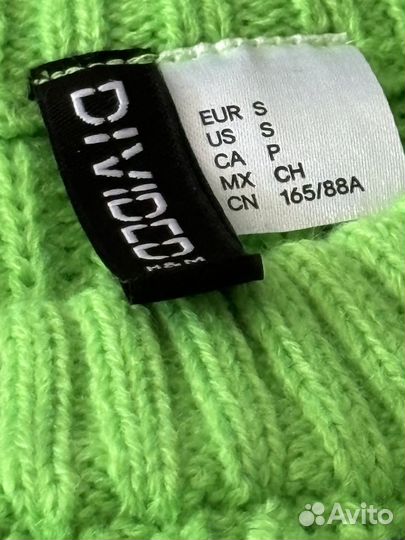 DIVIDED
H&M
EUR S
US S
CA P
MX CH
CN 165/88A
Avito